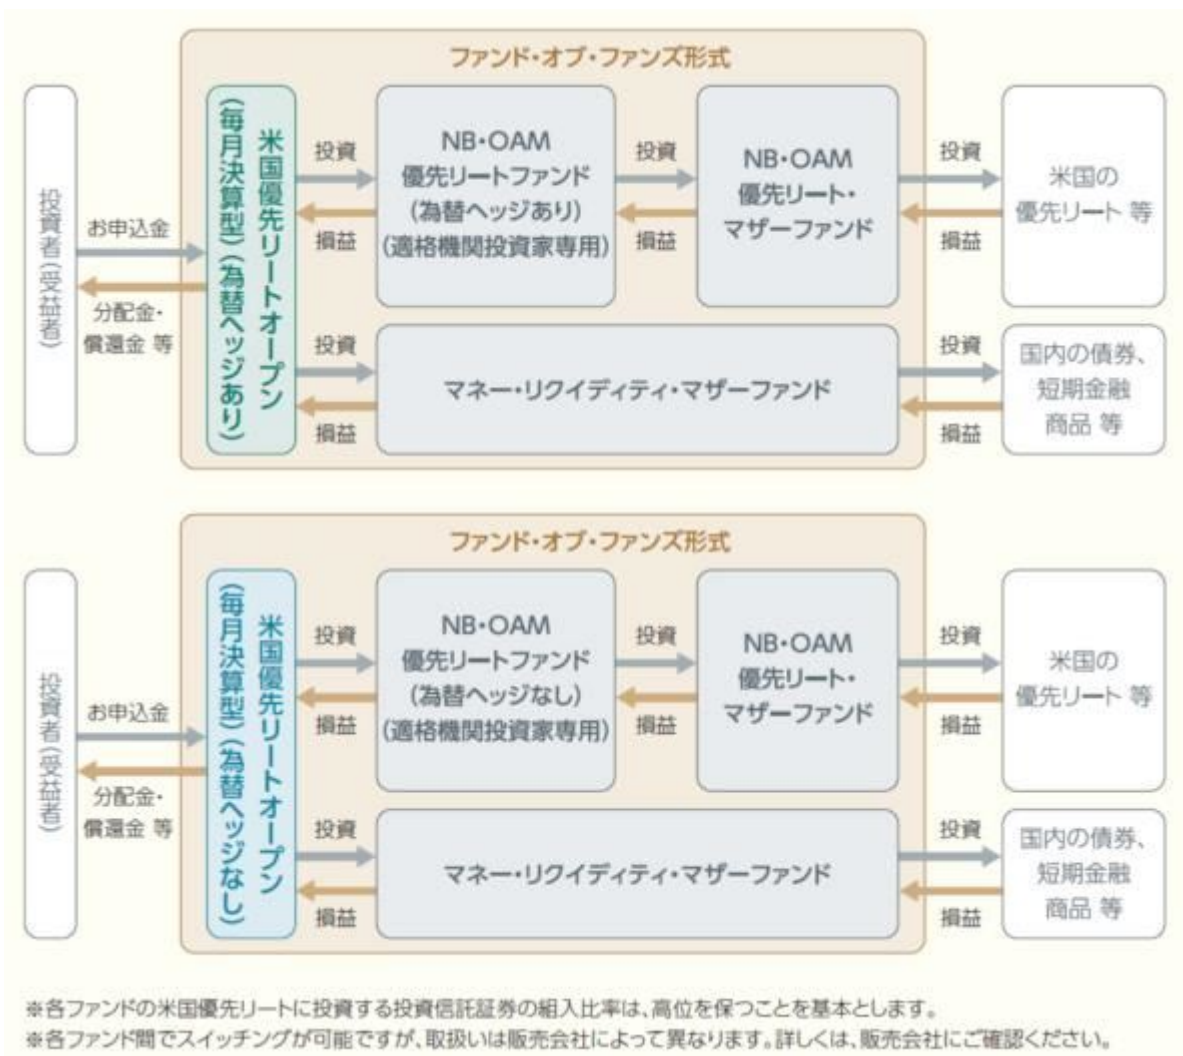 ファンド・オブ・ファンズ形式
投資者(受益者)
お申込金
分配金・
償還金 等
米国優先リートオープン
(毎月決算型)(為替ヘッジあり)
投資
損益
NB・OAM
優先リートファンド
(為替ヘッジあり)
(適格機関投資家専用)
投資
損益
NB・OAM
優先リート・
マザーファンド
投資
損益
米国の
優先リート 等
投資
損益
マネー・リクイディティ・マザーファンド
投資
損益
国内の債券、
短期金融
商品 等
ファンド・オブ・ファンズ形式
投資者(受益者)
お申込金
分配金・
償還金 等
米国優先リートオープン
(毎月決算型)(為替ヘッジなし)
投資
損益
NB・OAM
優先リートファンド
(為替ヘッジなし)
(適格機関投資家専用)
投資
損益
NB・OAM
優先リート・
マザーファンド
投資
損益
米国の
優先リート 等
投資
損益
マネー・リクイディティ・マザーファンド
投資
損益
国内の債券、
短期金融
商品 等
※各ファンドの米国優先リートに投資する投資信託証券の組入比率は、高位を保つことを基本とします。
※各ファンド間でスイッチングが可能ですが、取扱いは販売会社によって異なります。詳しくは、販売会社にご確認ください。